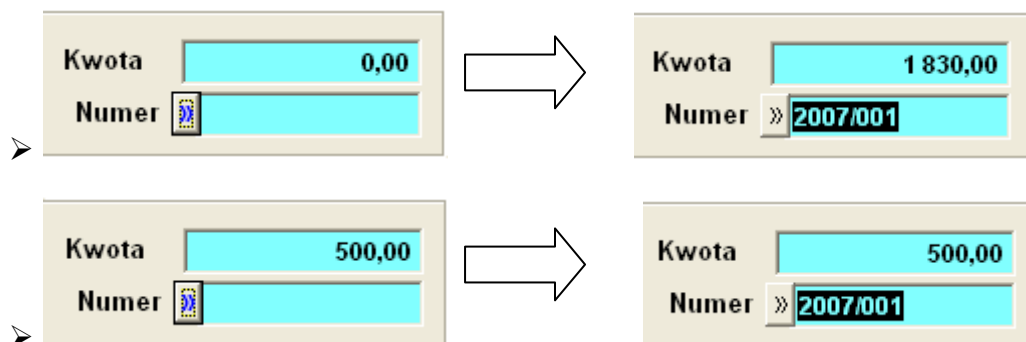 Kwota 0,00 Kwota 1 830,00
Numer » Numer » 2007/001
➢
Kwota 500,00 Kwota 500,00
Numer » Numer » 2007/001
➢